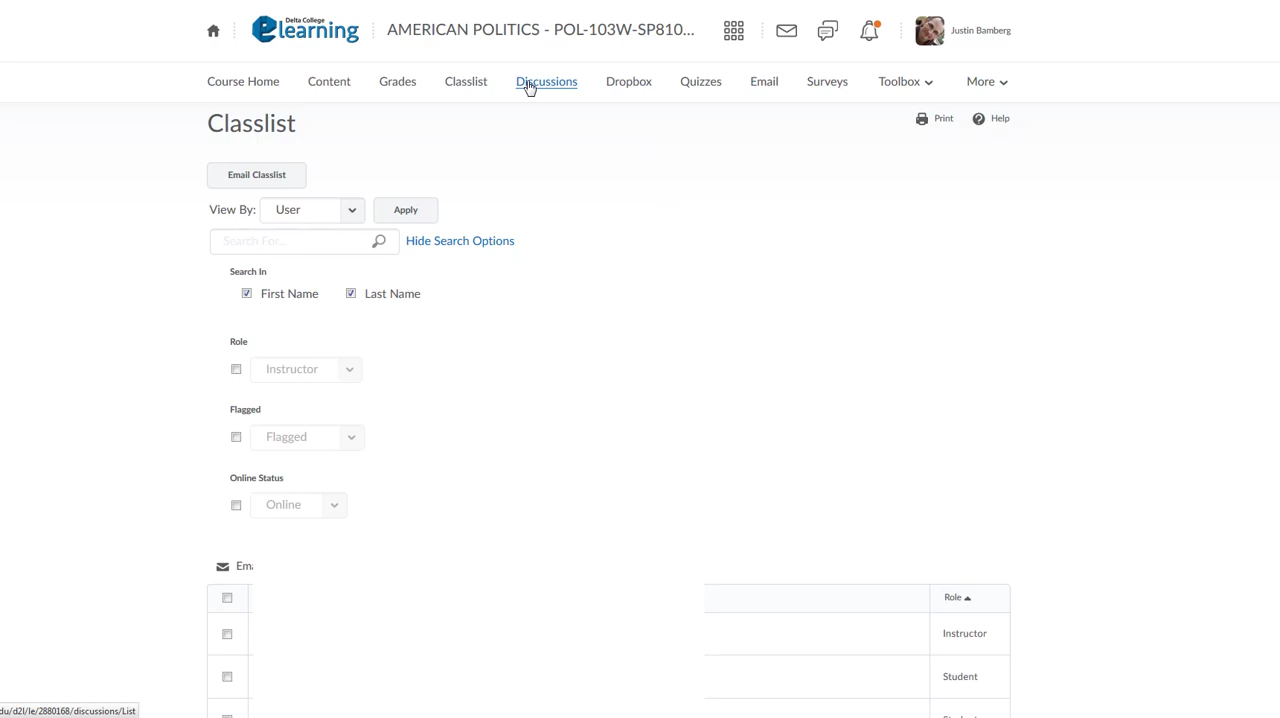 Delta College
elearning
AMERICAN POLITICS - POL-103W-SP810...
Justin Bamberg
Course Home
Content
Grades
Classlist
Discussions
Dropbox
Quizzes
Email
Surveys
Toolbox
More
Classlist
Print
Help
Email Classlist
View By:
User
Apply
Search For...
Hide Search Options
Search In
First Name
Last Name
Role
Instructor
Flagged
Flagged
Online Status
Online
Ema
Role
Instructor
Student
du/d2l/le/2880168/discussions/List